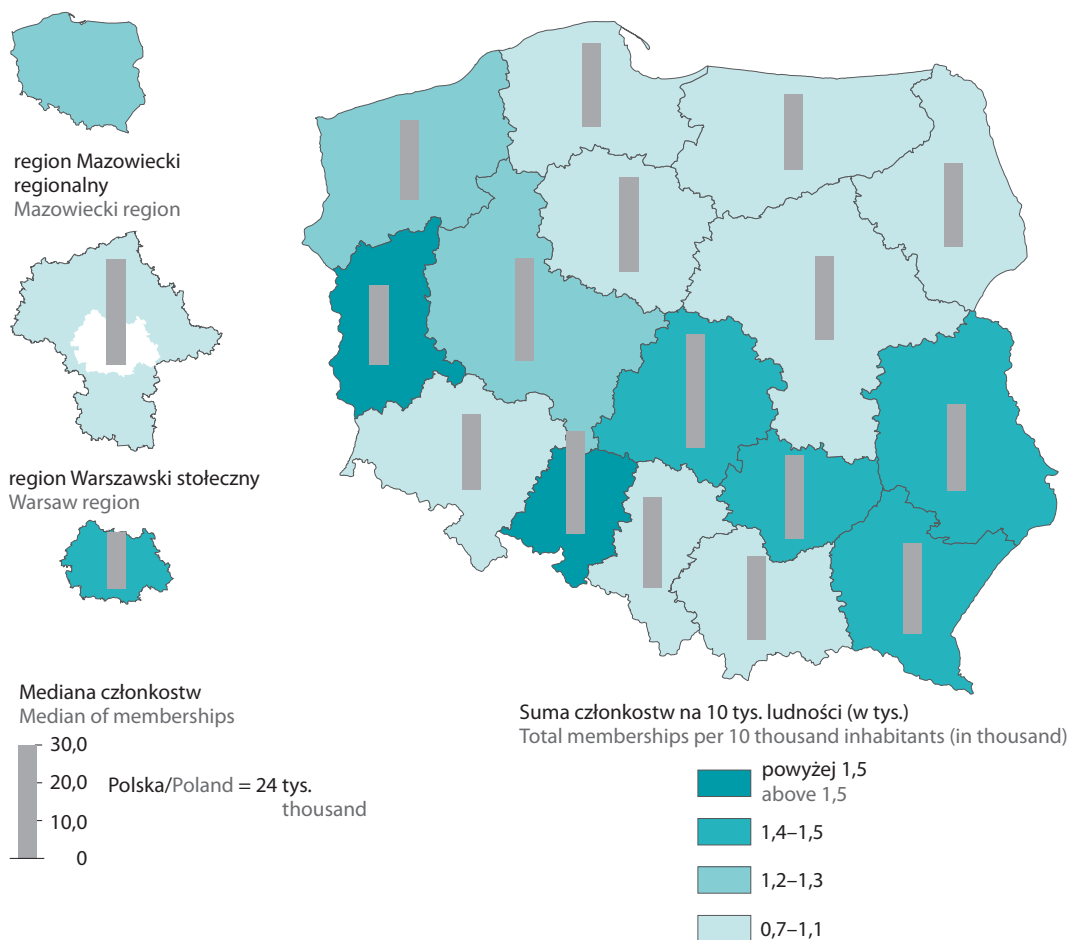 region Mazowiecki
regionalny
Mazowiecki region
region Warszawski stołeczny
Warsaw region
Mediana członkostw
Median of memberships
30,0
20,0
10,0
0
Polska/Poland = 24 tys.
thousand
Suma członkostw na 10 tys. ludności (w tys.)
Total memberships per 10 thousand inhabitants (in thousand)
powyżej 1,5
above 1,5
1,4–1,5
1,2–1,3
0,7–1,1